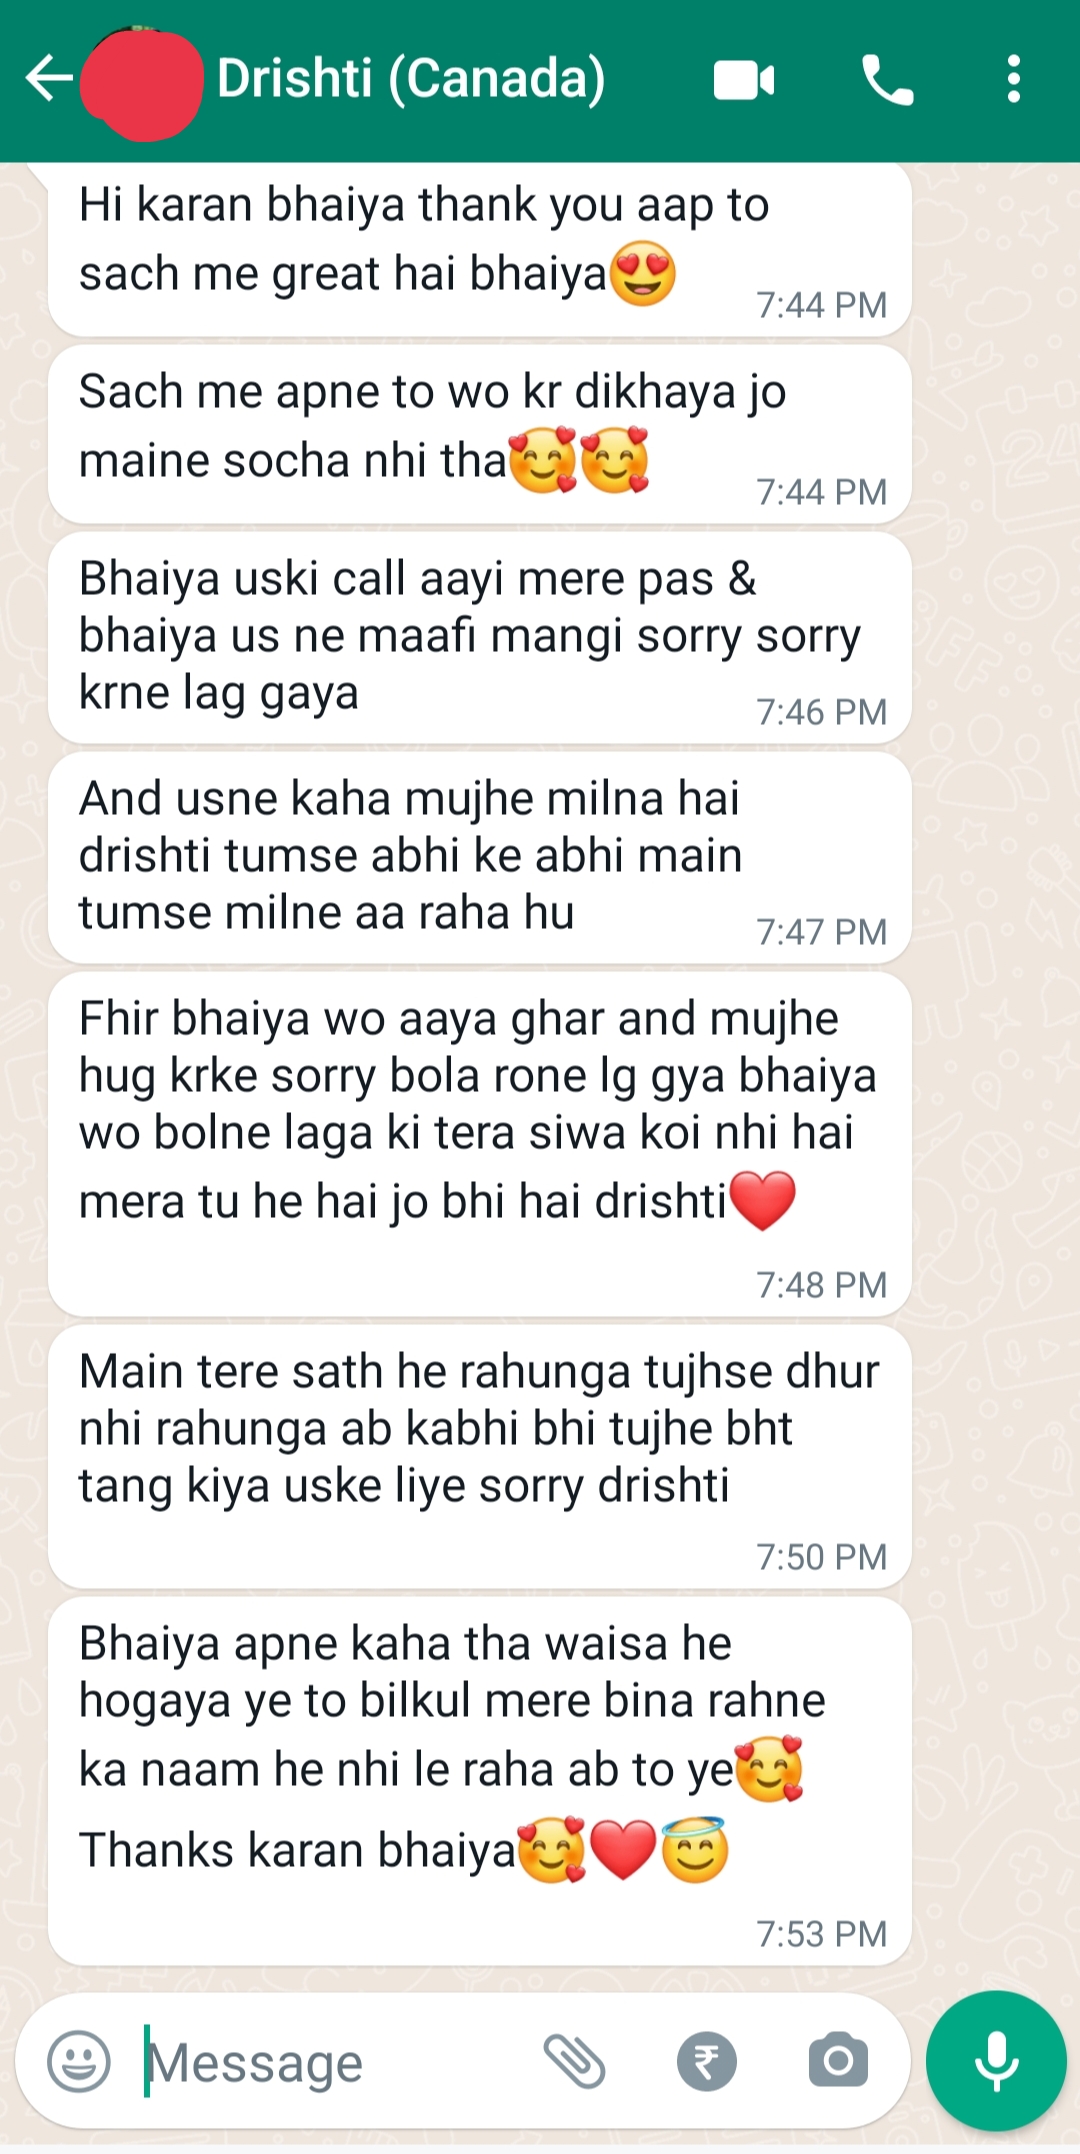 Drishti (Canada)
Hi karan bhaiya thank you aap to
sach me great hai bhaiya😍
7:44 PM
Sach me apne to wo kr dikhaya jo
maine socha nhi tha🥰🥰
7:44 PM
Bhaiya uski call aayi mere pas &
bhaiya us ne maafi mangi sorry sorry
krne lag gaya
7:46 PM
And usne kaha mujhe milna hai
drishti tumse abhi ke abhi main
tumse milne aa raha hu
7:47 PM
Fhir bhaiya wo aaya ghar and mujhe
hug krke sorry bola rone lg gya bhaiya
wo bolne laga ki tera siwa koi nhi hai
mera tu he hai jo bhi hai drishti❤️
7:48 PM
Main tere sath he rahunga tujhse dhur
nhi rahunga ab kabhi bhi tujhe bht
tang kiya uske liye sorry drishti
7:50 PM
Bhaiya apne kaha tha waisa he
hogaya ye to bilkul mere bina rahne
ka naam he nhi le raha ab to ye🥰
Thanks karan bhaiya🥰❤️😇
7:53 PM
Message
₹